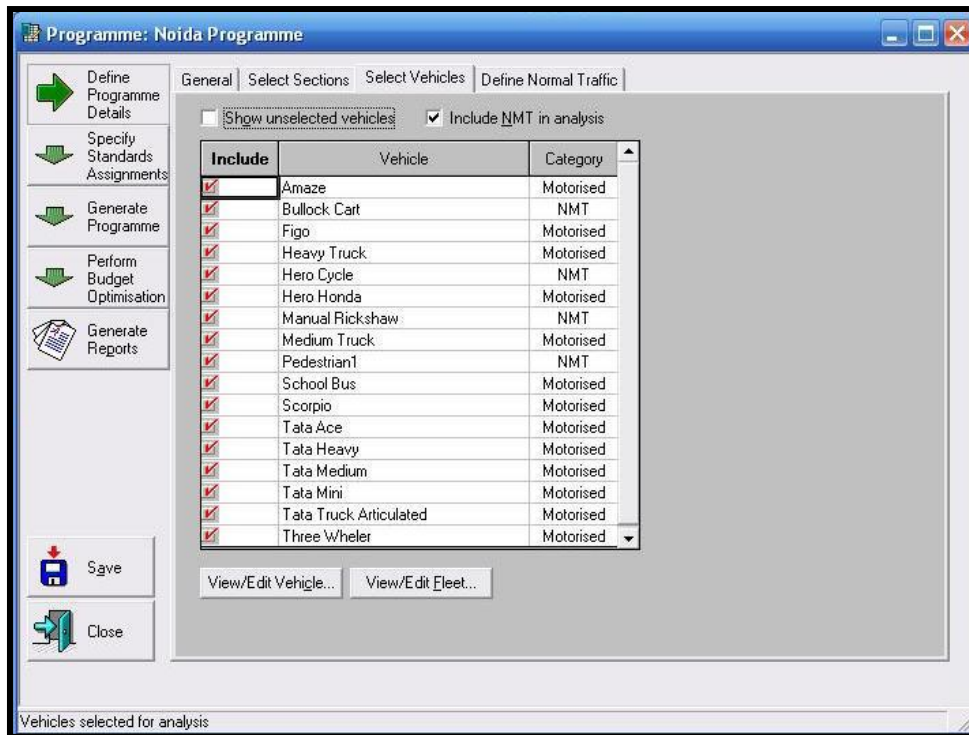 Programme: Noida Programme
Define
Programme
Details
Specify
Standards
Assignments
Generate
Programme
Perform
Budget
Optimisation
Generate
Reports
Save
Close
General Select Sections Select Vehicles Define Normal Traffic
Show unselected vehicles Include NMT in analysis
Include Vehicle Category
Amaze Motorised
Bullock Cart NMT
Figo Motorised
Heavy Truck Motorised
Hero Cycle NMT
Hero Honda Motorised
Manual Rickshaw NMT
Medium Truck Motorised
Pedestrian1 NMT
School Bus Motorised
Scorpio Motorised
Tata Ace Motorised
Tata Heavy Motorised
Tata Medium Motorised
Tata Mini Motorised
Tata Truck Articulated Motorised
Three Wheler Motorised
View/Edit Vehicle... View/Edit Fleet...
Vehicles selected for analysis